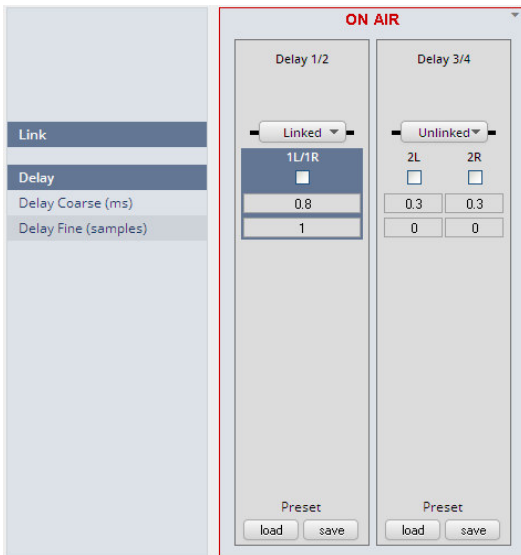 ON AIR
Delay 1/2 Delay 3/4
Link Linked Unlinked
1L/1R 2L 2R
Delay
Delay Coarse (ms) 0.8 0.3 0.3
Delay Fine (samples) 1 0 0
Preset Preset
load save load save